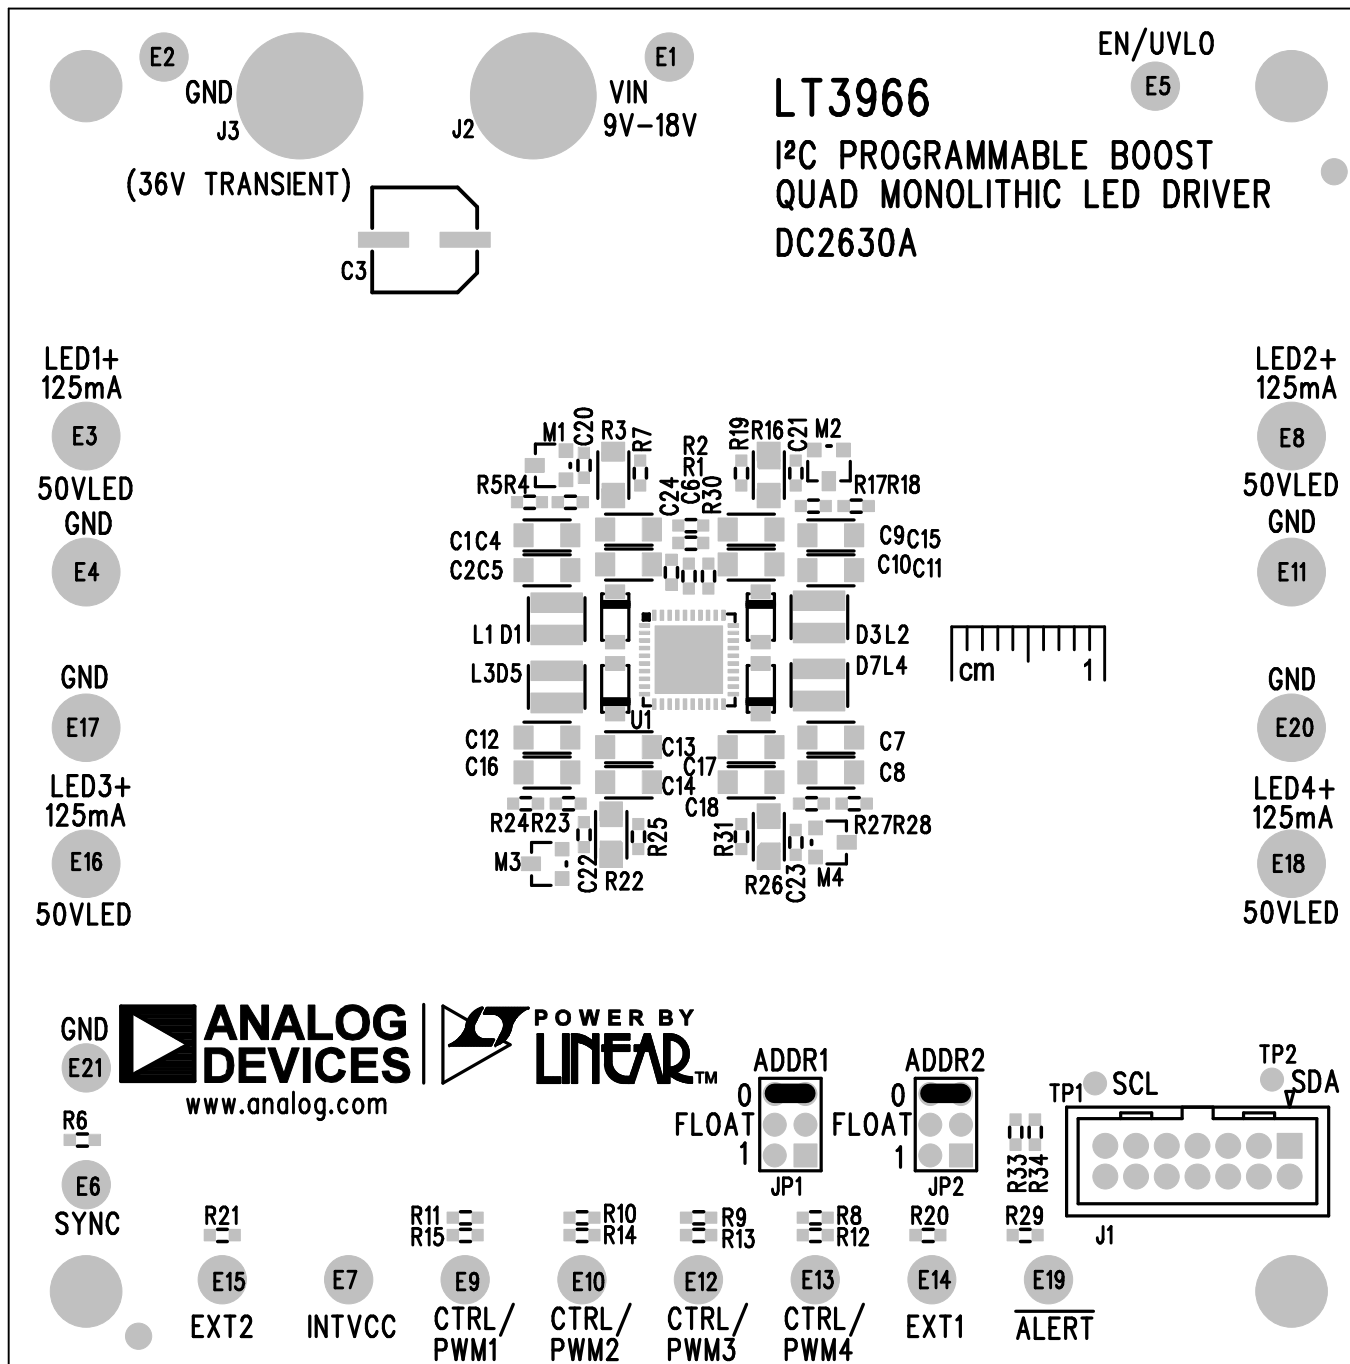 E2
E1
EN/UVLO
E5
GND
J3
J2
VIN
9V-18V
(36V TRANSIENT)
C3
LT3966
I²C PROGRAMMABLE BOOST
QUAD MONOLITHIC LED DRIVER
DC2630A
LED1+
125mA
E3
50VLED
GND
E4
GND
E17
LED3+
125mA
E16
50VLED
LED2+
125mA
E8
50VLED
GND
E11
GND
E20
LED4+
125mA
E18
50VLED
M1
C20
R3
R7
R2
R1
R19
R16
C21
M2
R5R4
C24
C6
R30
R17R18
C1C4
C9C15
C2C5
C10C11
L1 D1
D3L2
L3D5
D7L4
U1
cm 1
C12
C13
C7
C16
C17
C14
C8
C18
R24R23
R25
R31
R27R28
M3
C22
R22
R26
C23
M4
GND
E21
R6
E6
SYNC
ANALOG
DEVICES
www.analog.com
LT
POWER BY
LINEAR™
ADDR1
0
FLOAT
1
JP1
ADDR2
0
FLOAT
1
JP2
TP1
SCL
TP2
SDA
R33
R34
J1
R21
R11
R15
R10
R14
R9
R13
R8
R12
R20
R29
E15
E7
E9
E10
E12
E13
E14
E19
EXT2
INTVCC
CTRL/
PWM1
CTRL/
PWM2
CTRL/
PWM3
CTRL/
PWM4
EXT1
ALERT